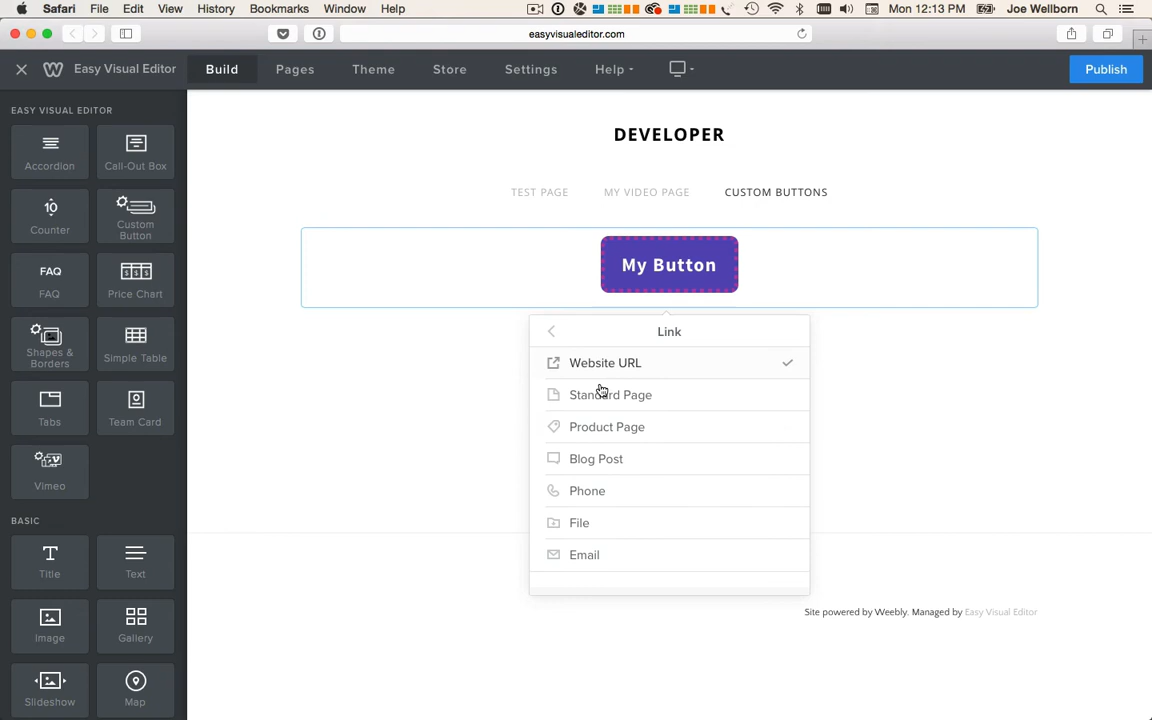 Safari File Edit View History Bookmarks Window Help Mon 12:13 PM Joe Wellborn
easyvisualeditor.com
Easy Visual Editor Build Pages Theme Store Settings Help Publish
EASY VISUAL EDITOR
Accordion Call-Out Box
10
Counter Custom
Button
FAQ
FAQ $ $ $ Price Chart
Shapes &
Borders Simple Table
Tabs Team Card
Vimeo
BASIC
Title Text
Image Gallery
Slideshow Map
DEVELOPER
TEST PAGE MY VIDEO PAGE CUSTOM BUTTONS
My Button
Link
Website URL
Standard Page
Product Page
Blog Post
Phone
File
Email
Site powered by Weebly. Managed by Easy Visual Editor